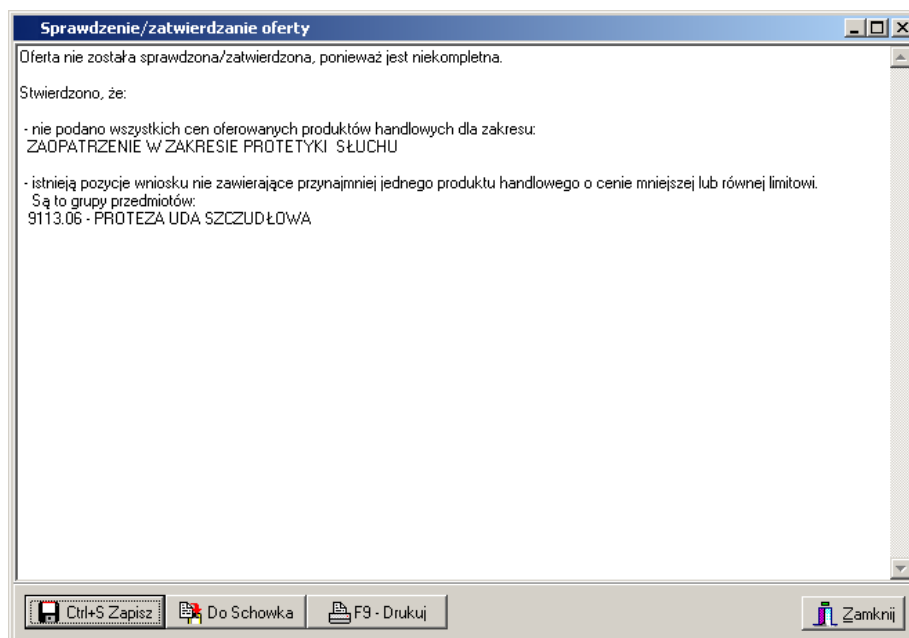 Sprawdzenie/zatwierdzanie oferty
Oferta nie została sprawdzona/zatwierdzona, ponieważ jest niekompletna.
Stwierdzono, że:
- nie podano wszystkich cen oferowanych produktów handlowych dla zakresu:
ZAOPATRZENIE W ZAKRESIE PROTETYKI SŁUCHU
- istnieją pozycje wniosku nie zawierające przynajmniej jednego produktu handlowego o cenie mniejszej lub równej limitowi.
Są to grupy przedmiotów:
9113.06 - PROTEZA UDA SZCZUDŁOWA
Ctrl+S Zapisz Do Schowka F9 - Drukuj Zamknij